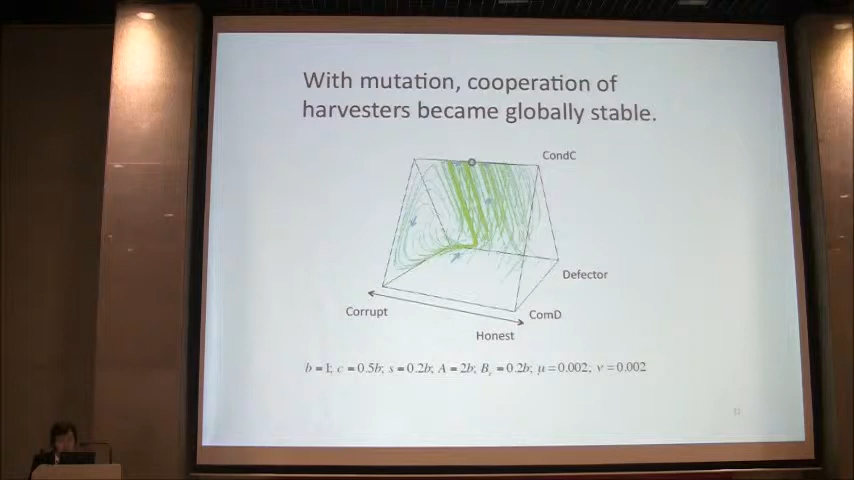 With mutation, cooperation of
harvesters became globally stable.
CondC
Defector
Corrupt
ComD
Honest
b = 1; c = 0.5b; s = 0.2b; A = 2b; B = 0.2b; μ = 0.002; ν = 0.002